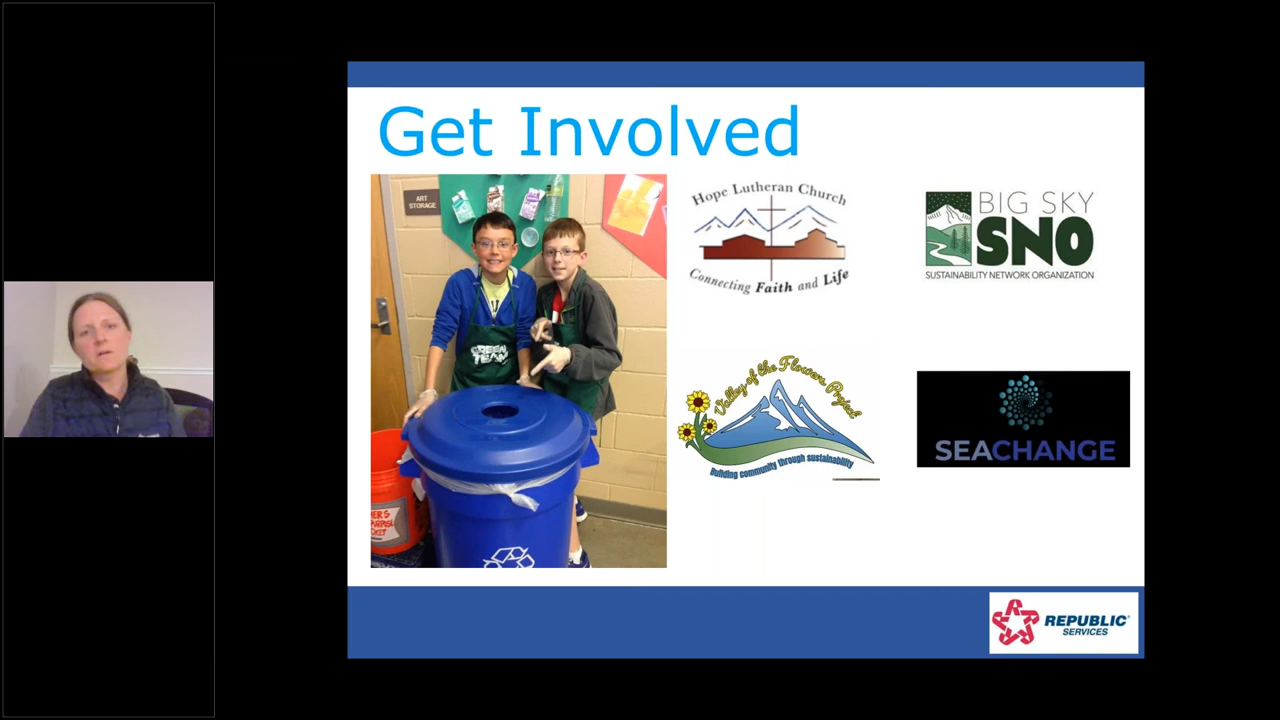 Get Involved
ART
STORAGE
GREEN
TEAM
Hope Lutheran Church
Connecting Faith and Life
BIG SKY
SNO
SUSTAINABILITY NETWORK ORGANIZATION
Valley of the Flowers Project
Building community through sustainability
SEACHANGE
REPUBLIC
SERVICES